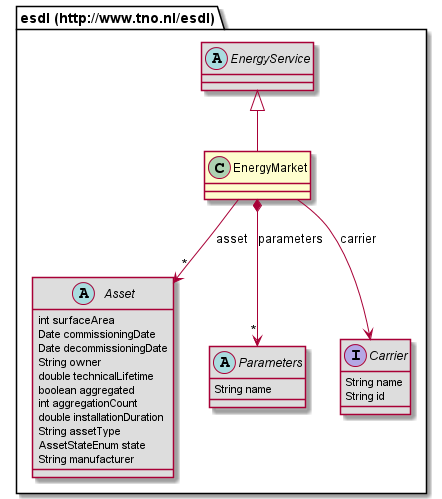 esdl (http://www.tno.nl/esdl)
A EnergyService
C EnergyMarket
asset parameters carrier
*
*
A Asset
int surfaceArea
Date commissioningDate
Date decommissioningDate
String owner
double technicalLifetime
boolean aggregated
int aggregationCount
double installationDuration
String assetType
AssetStateEnum state
String manufacturer
A Parameters
String name
I Carrier
String name
String id